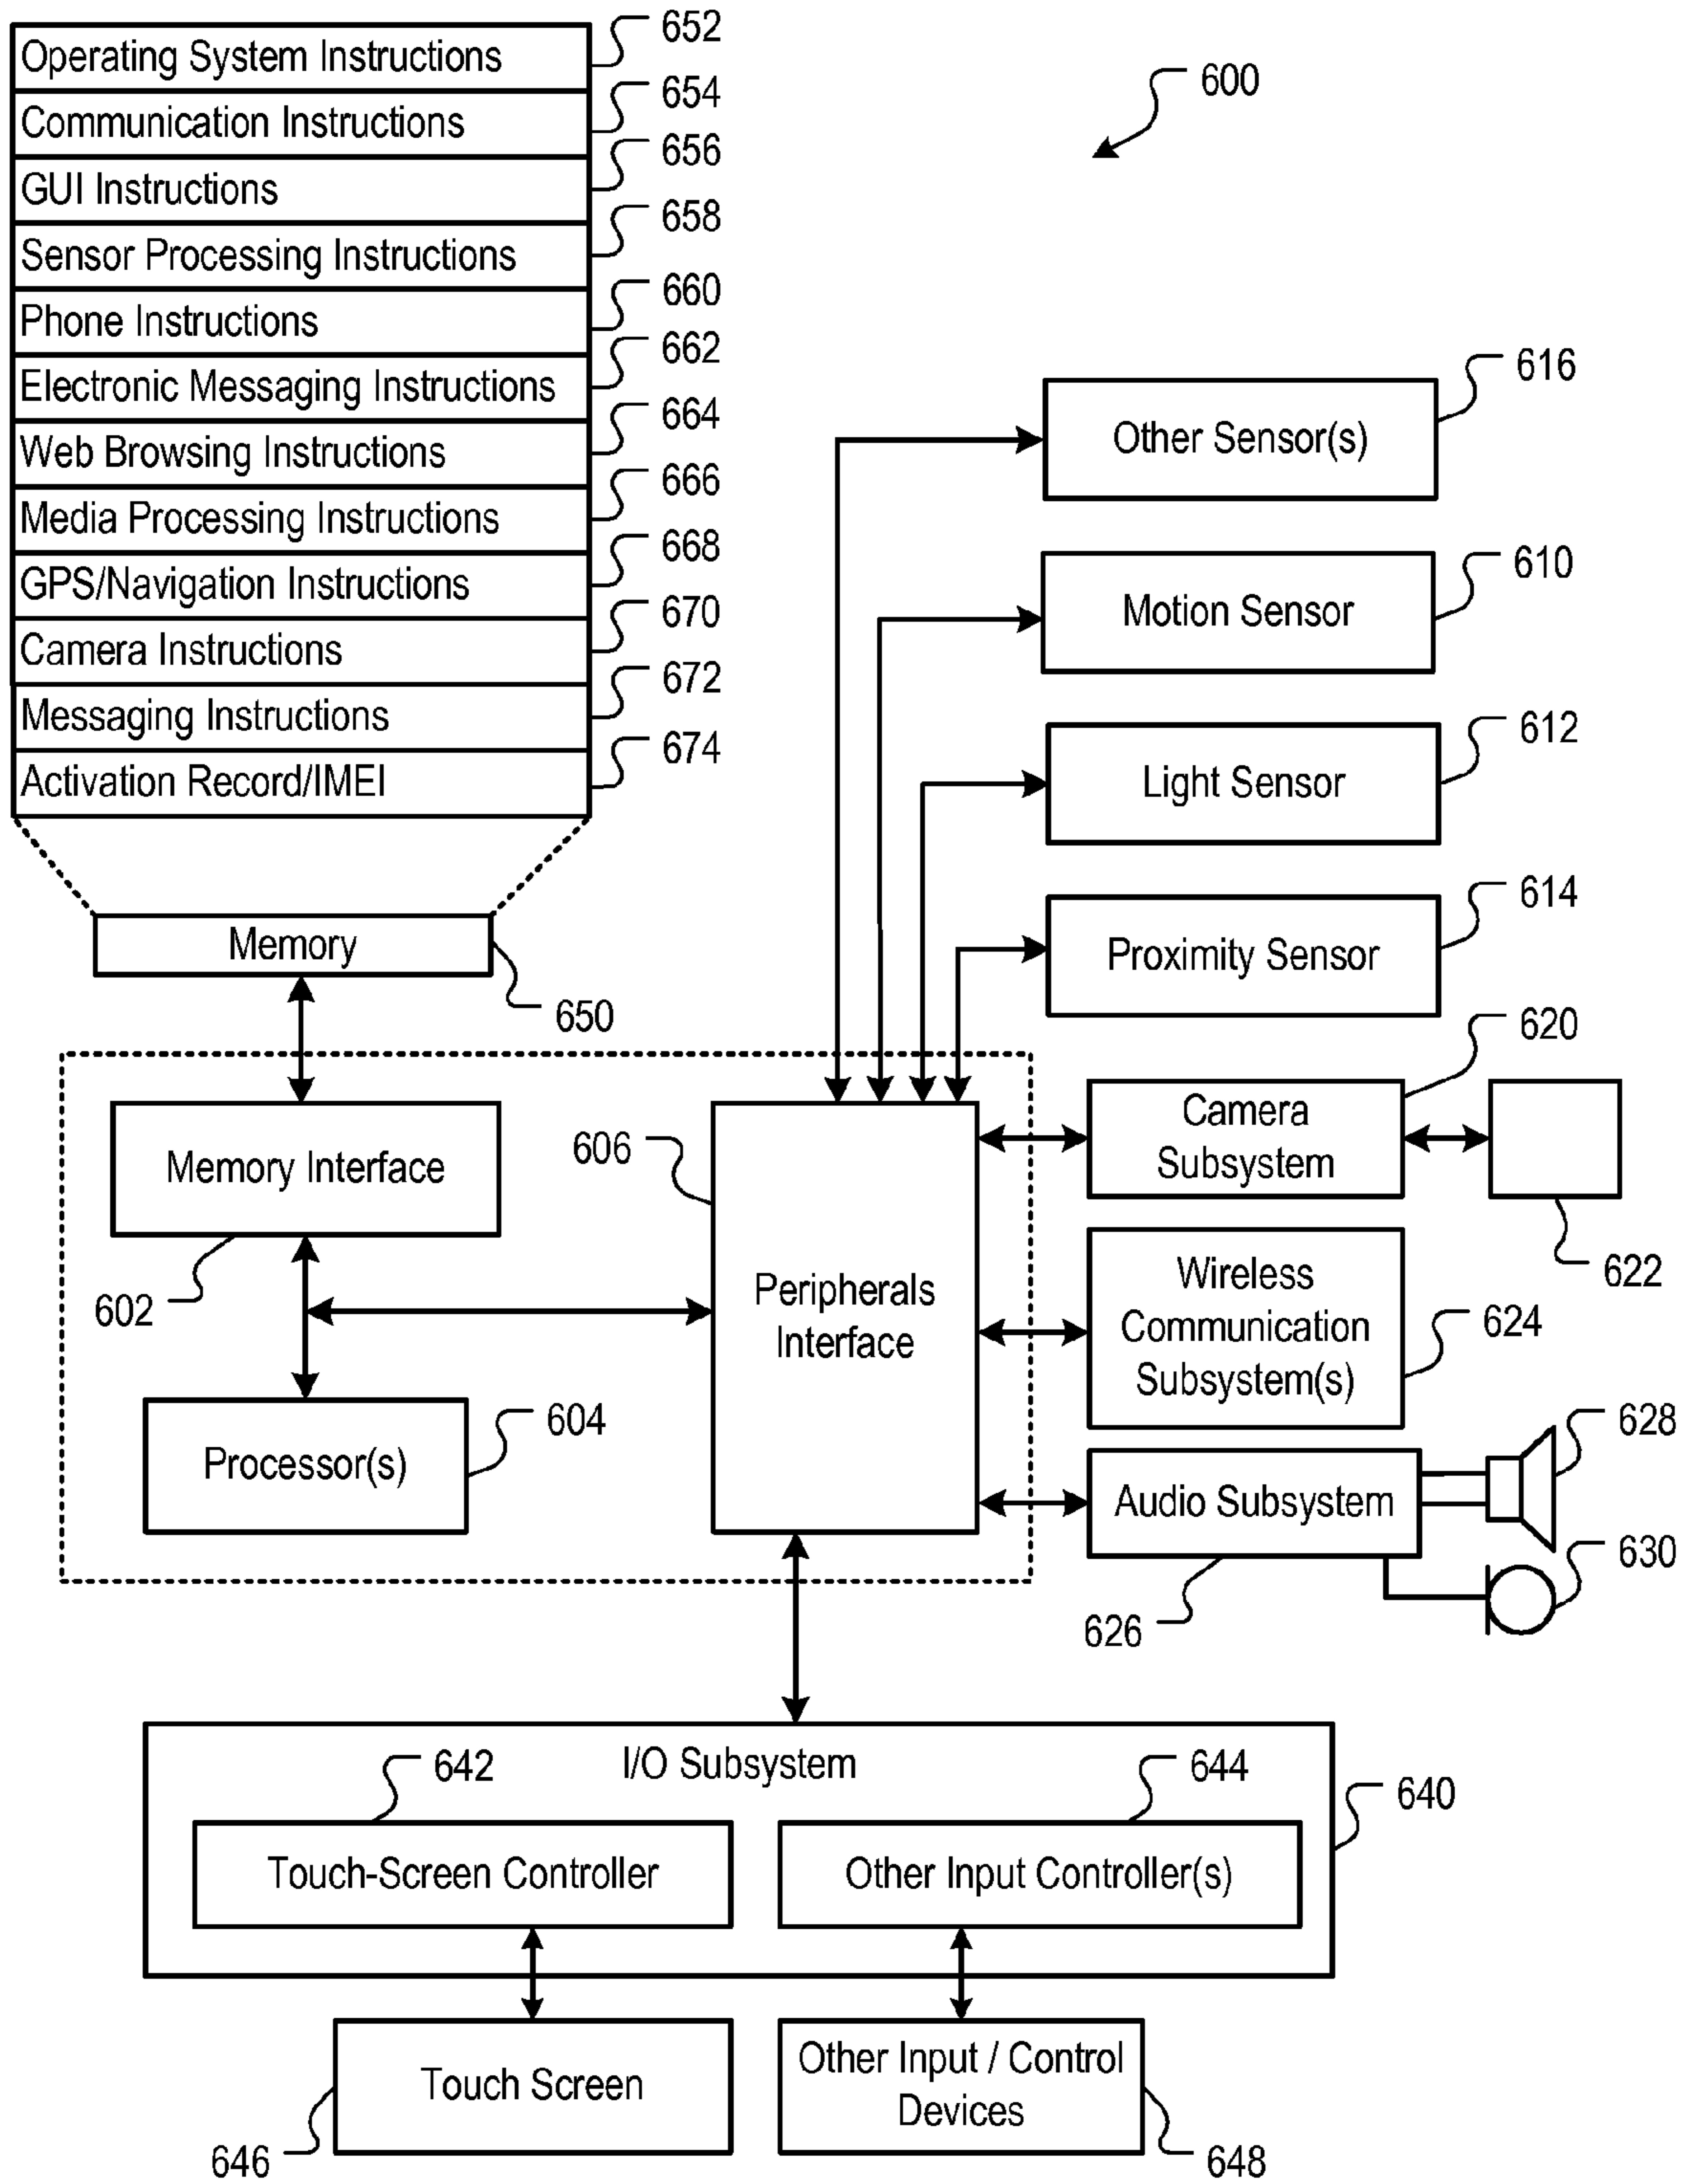 652
Operating System Instructions
654
Communication Instructions
656
GUI Instructions
658
Sensor Processing Instructions
660
Phone Instructions
662
Electronic Messaging Instructions
664
Web Browsing Instructions
666
Media Processing Instructions
668
GPS/Navigation Instructions
670
Camera Instructions
672
Messaging Instructions
674
Activation Record/IMEI
600
616
Other Sensor(s)
610
Motion Sensor
612
Light Sensor
614
Proximity Sensor
Memory
650
620
Camera
Subsystem
622
Memory Interface
602
606
Peripherals
Interface
Wireless
Communication
Subsystem(s)
624
Processor(s)
604
628
Audio Subsystem
626
630
I/O Subsystem
642
644
640
Touch-Screen Controller
Other Input Controller(s)
Touch Screen
646
Other Input / Control
Devices
648